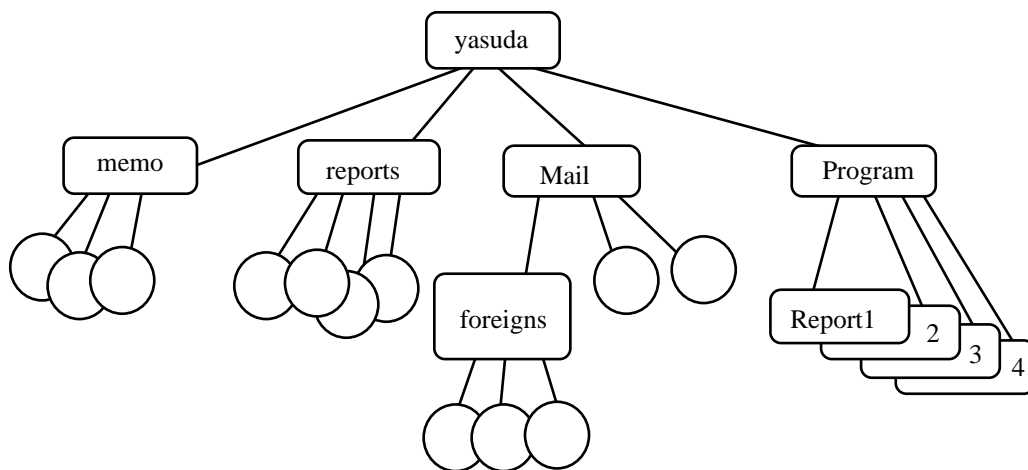 yasuda
memo
reports
Mail
Program
foreigns
Report1
2
3
4